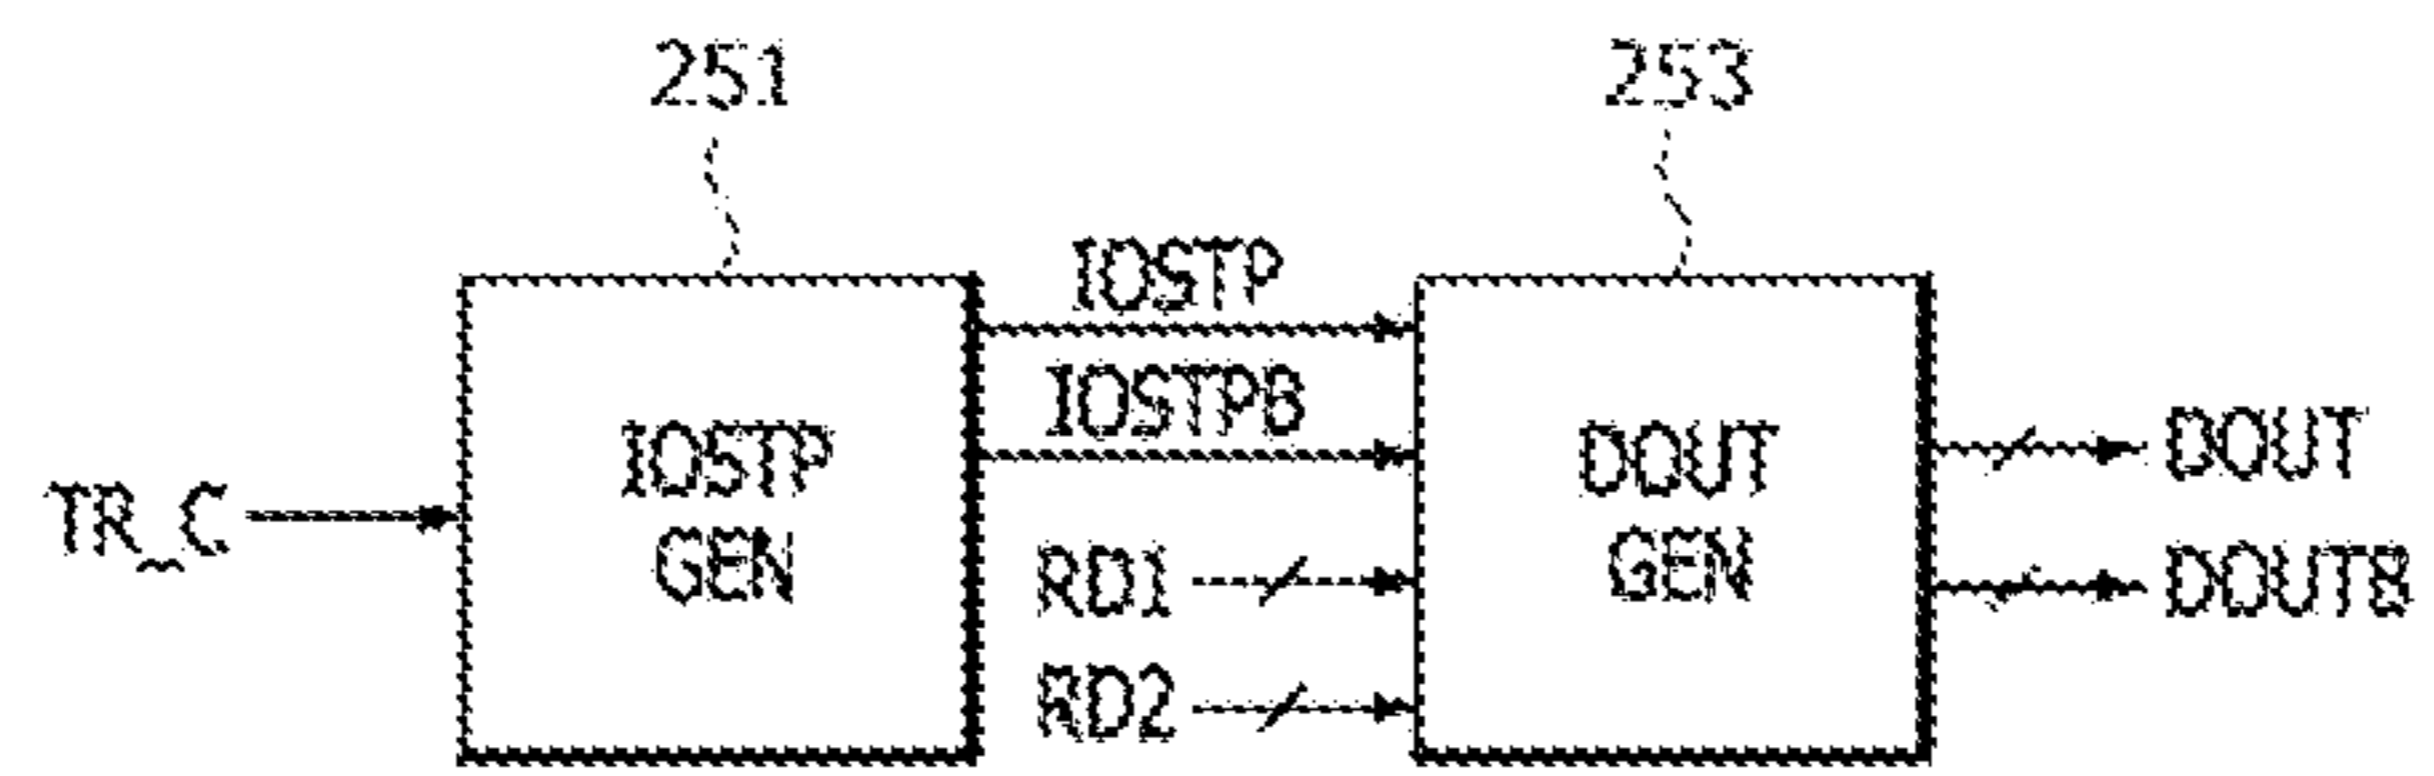 251
253
IOSTP
IOSTPB
TR_C
IOSTP
GEN
RD1
RD2
DOUT
GEN
DOUT
DOUTB